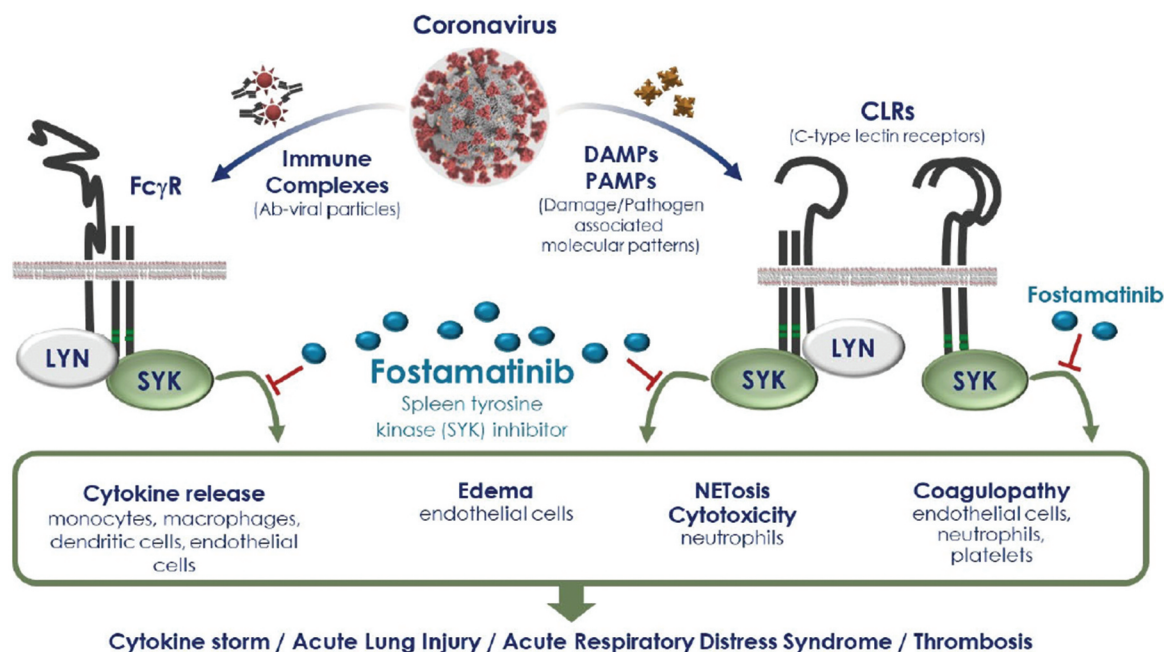 Coronavirus
FcγR
Immune
Complexes
(Ab-viral particles)
DAMPs
PAMPs
(Damage/Pathogen
associated
molecular patterns)
CLRs
(C-type lectin receptors)
Fostamatinib
LYN
SYK
Fostamatinib
Spleen tyrosine
kinase (SYK) inhibitor
SYK
LYN
SYK
Cytokine release
monocytes, macrophages,
dendritic cells, endothelial
cells
Edema
endothelial cells
NETosis
Cytotoxicity
neutrophils
Coagulopathy
endothelial cells,
neutrophils,
platelets
Cytokine storm / Acute Lung Injury / Acute Respiratory Distress Syndrome / Thrombosis